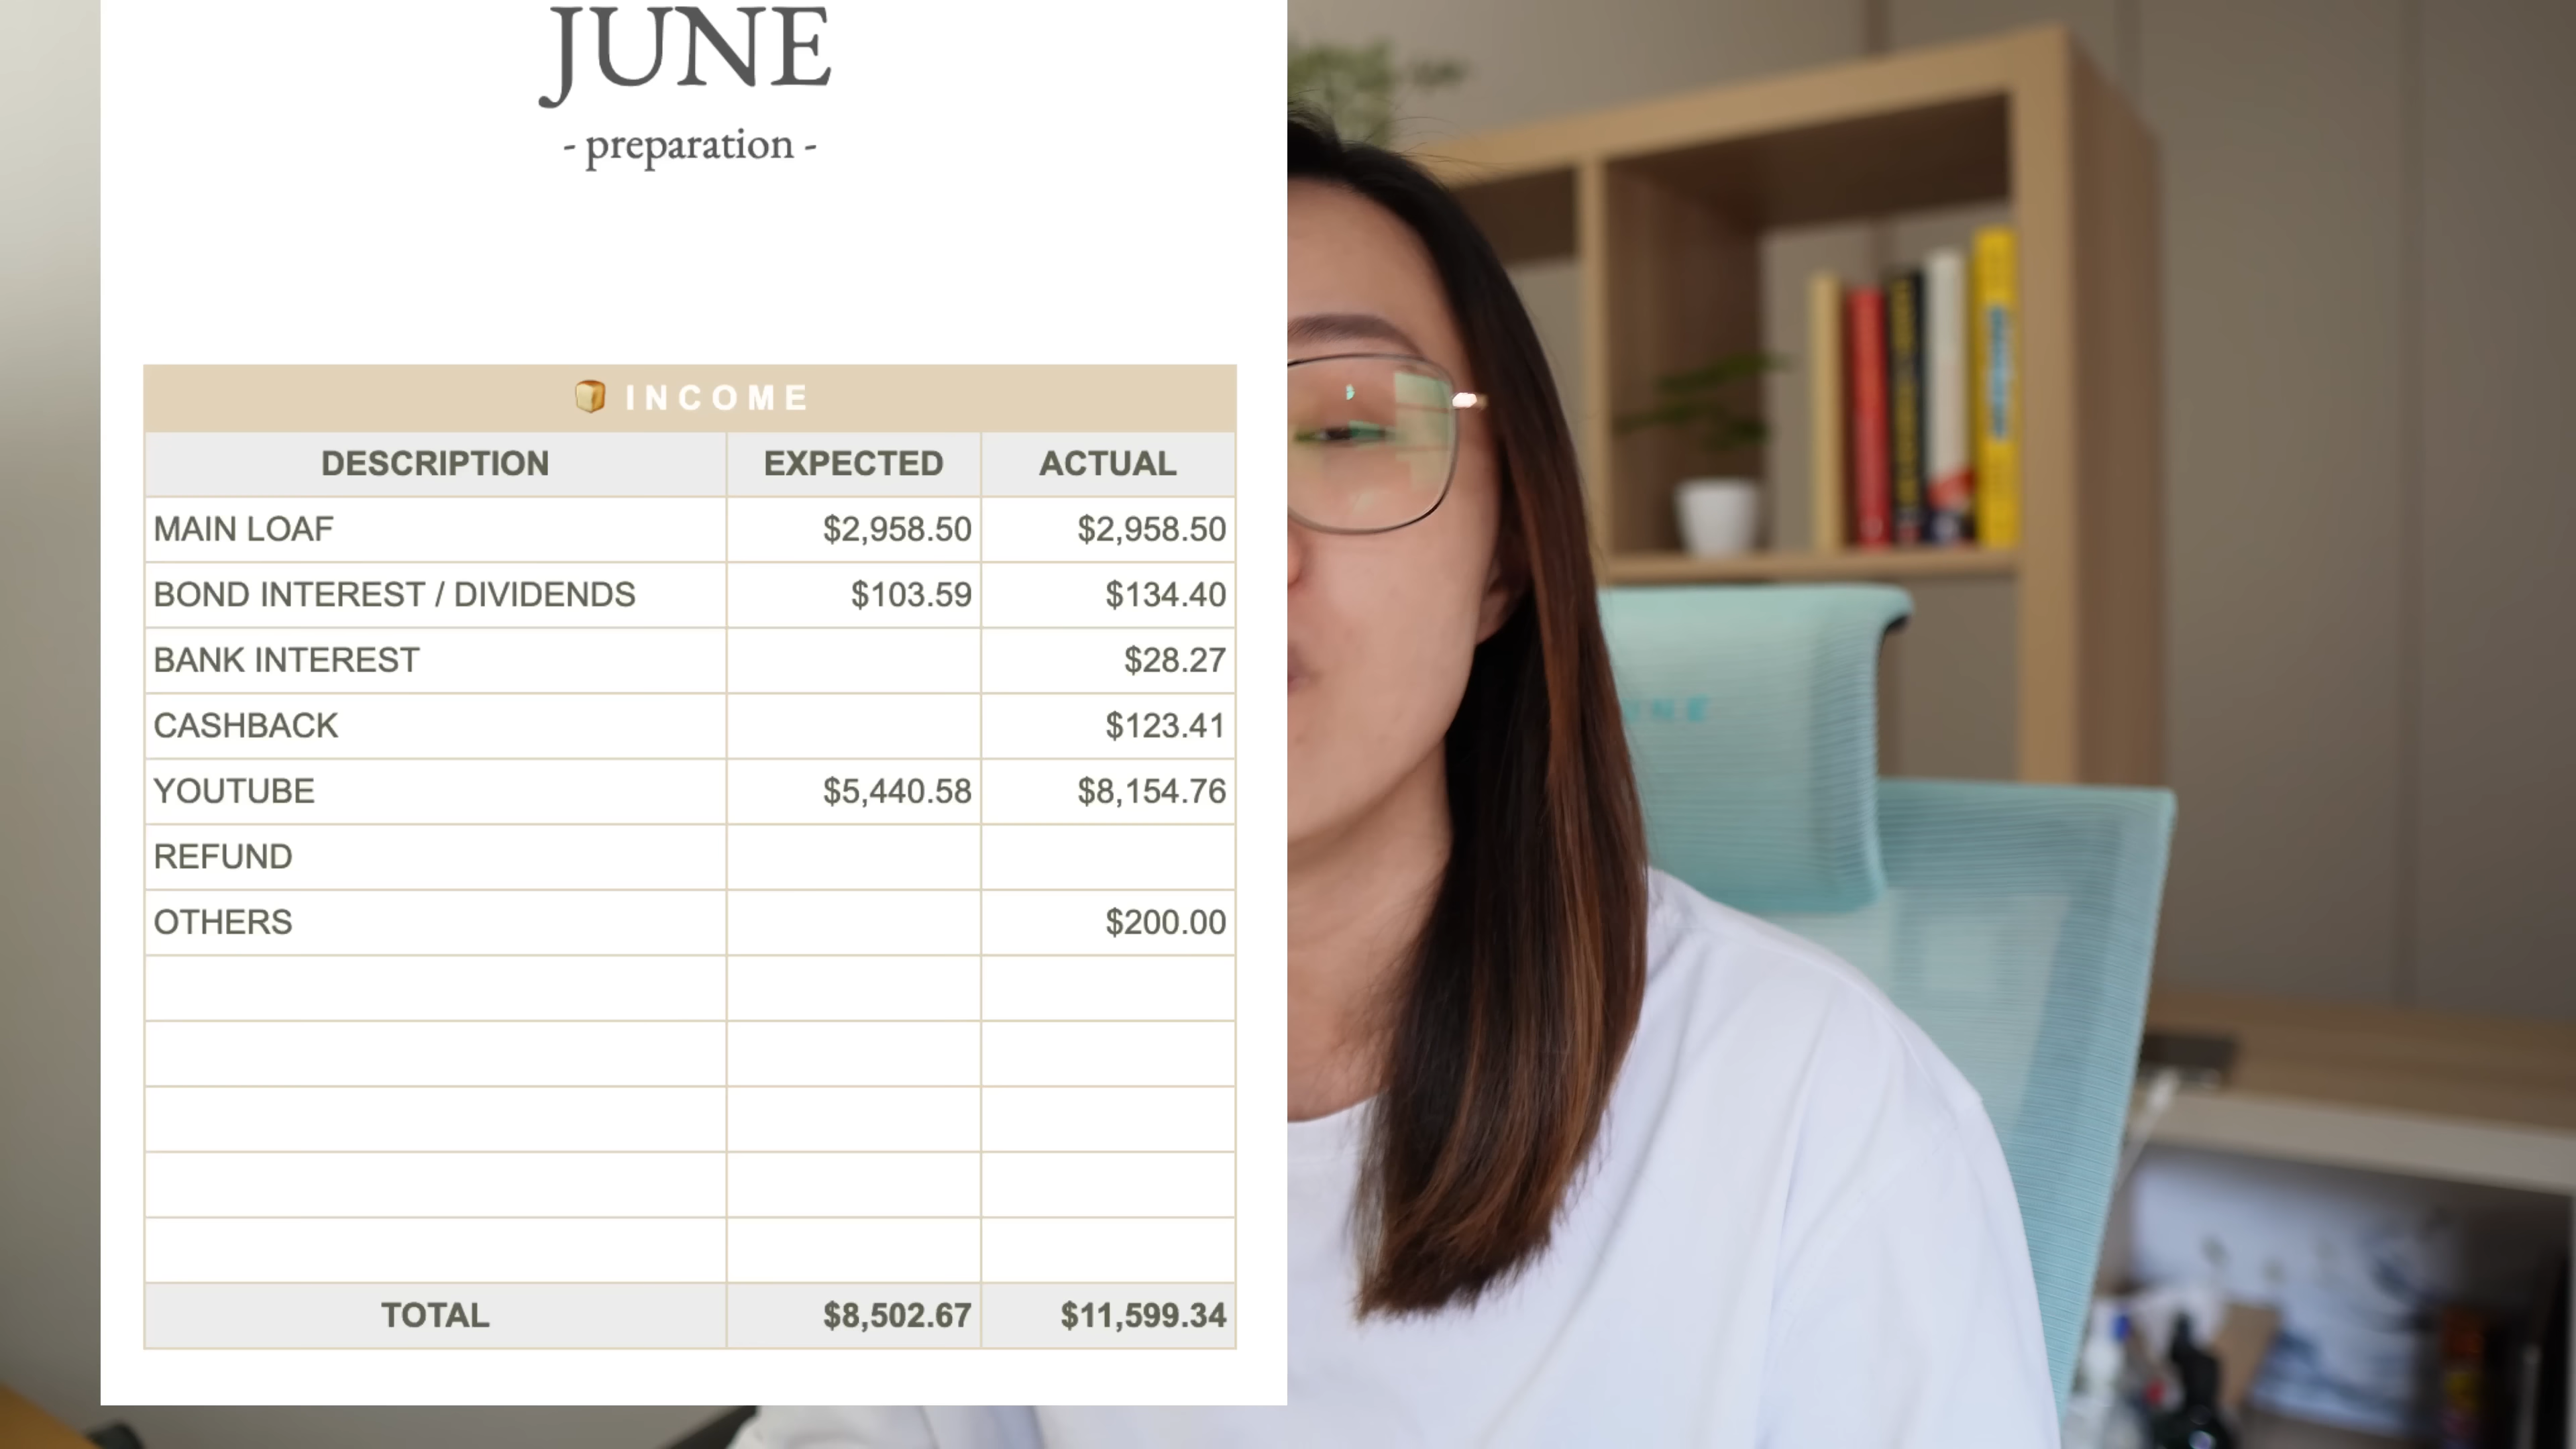 JUNE
- preparation -
INCOME
DESCRIPTION EXPECTED ACTUAL
MAIN LOAF $2,958.50 $2,958.50
BOND INTEREST / DIVIDENDS $103.59 $134.40
BANK INTEREST $28.27
CASHBACK $123.41
YOUTUBE $5,440.58 $8,154.76
REFUND
OTHERS $200.00
TOTAL $8,502.67 $11,599.34